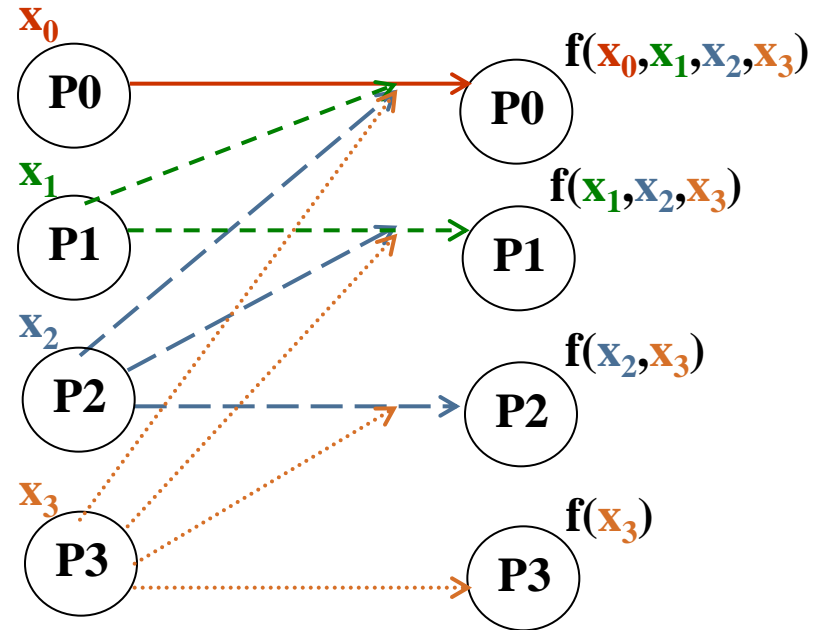 x₀
P0
P0
f(x₀,x₁,x₂,x₃)
x₁
P1
P1
f(x₁,x₂,x₃)
x₂
P2
P2
f(x₂,x₃)
x₃
P3
P3
f(x₃)